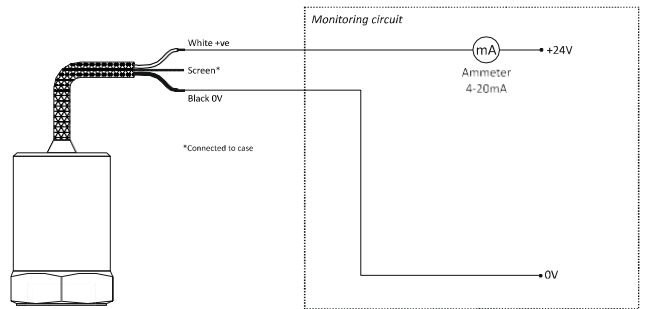 Monitoring circuit
White +ve
mA
+24V
Screen*
Ammeter
4-20mA
Black 0V
*Connected to case
0V